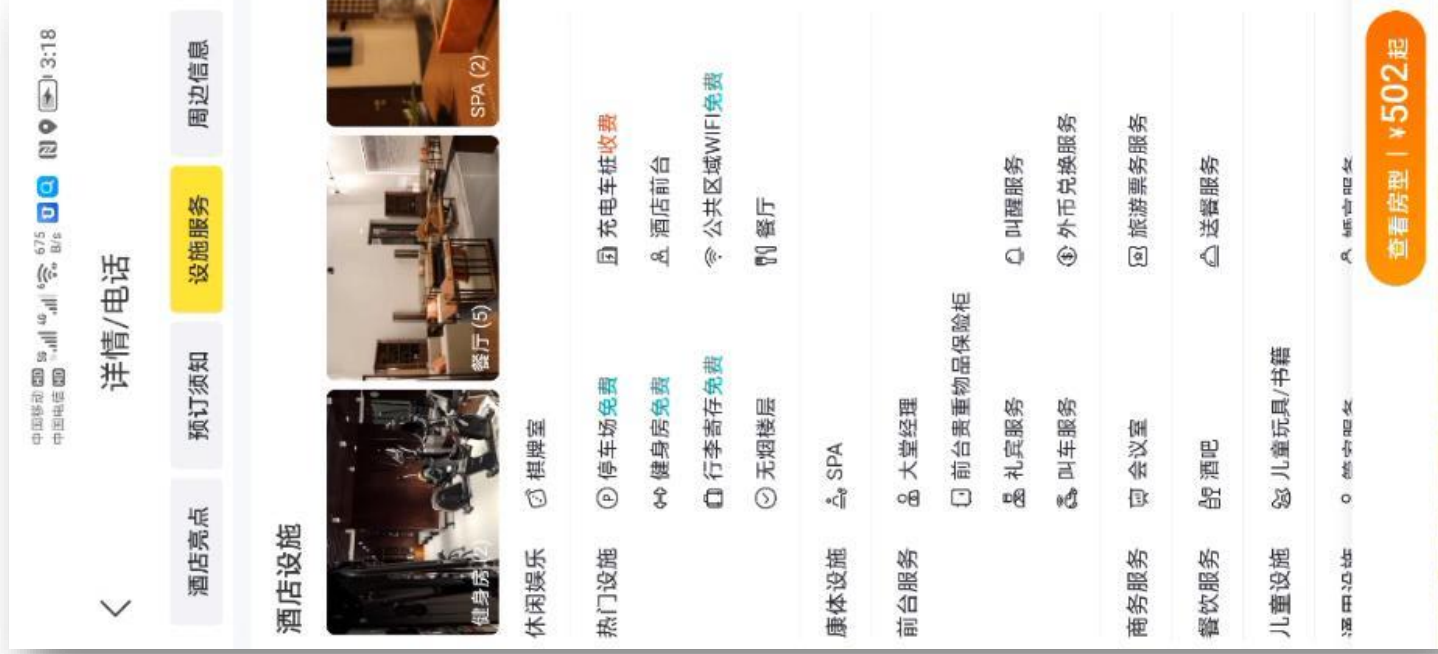 中国移动 HD 5G 4G 6 675 B/s 3:18
中国电信 HD
详情/电话
酒店亮点 预订须知 设施服务 周边信息
酒店设施
健身房(2) 餐厅(5) SPA(2)
休闲娱乐 棋牌室
热门设施 停车场免费 充电车桩收费
健身房免费 酒店前台
行李寄存免费 公共区域WIFI免费
无烟楼层 餐厅
康体设施 SPA
前台服务 大堂经理
前台贵重物品保险柜
礼宾服务 叫醒服务
叫车服务 外币兑换服务
商务服务 会议室 旅游票务服务
餐饮服务 酒吧 送餐服务
儿童设施 儿童玩具/书籍
查看房型 | ¥502起